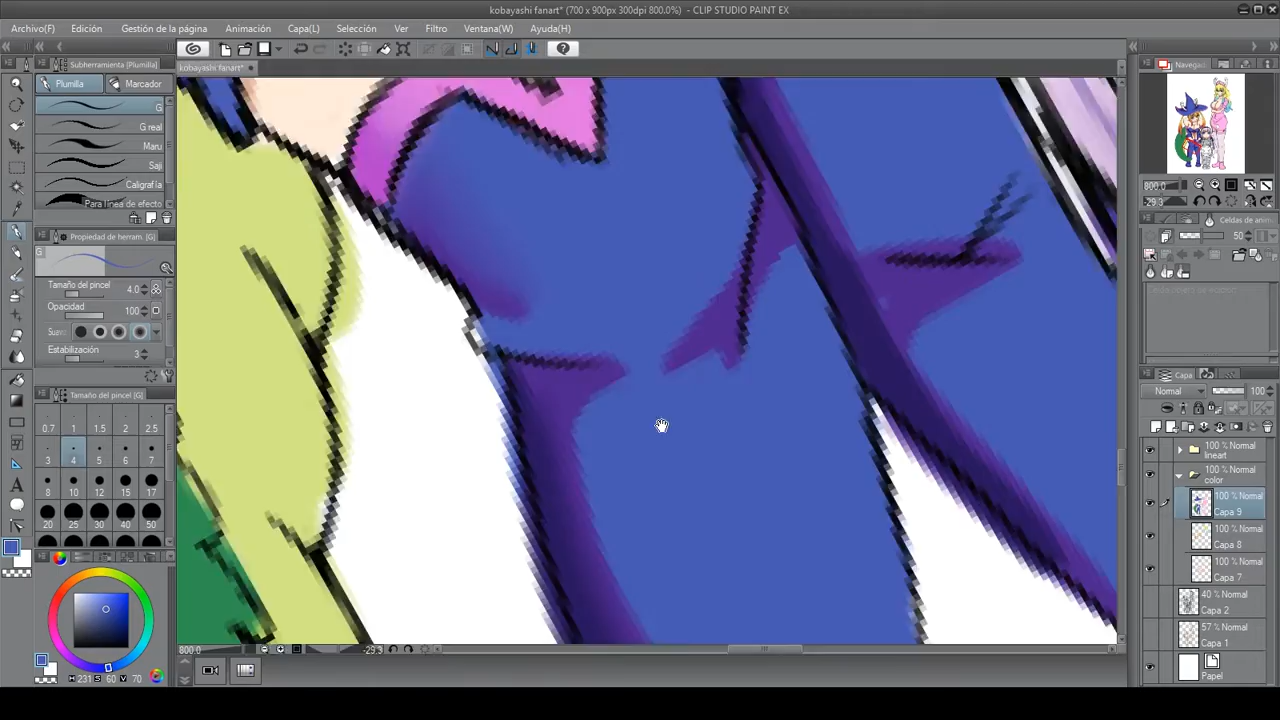 kobayashi fanart* (700 x 900px 300dpi 800.0%) - CLIP STUDIO PAINT EX
Archivo(F) Edición Gestión de la página Animación Capa(L) Selección Ver Filtro Ventana(W) Ayuda(H)
Subherramienta [Plumilla]
kobayashi fanart*
Plumilla Marcador
G
G real
Maru
Saji
Caligrafía
Para línea de efecto
Propiedad de herram. [G]
G
Tamaño del pincel 4.0
Opacidad 100
Suav
Estabilización 3
Tamaño del pincel
0.7 1 1.5 2 2.5
3 4 5 6 7
8 10 12 15 17
20 25 30 40 50
H 231 S 60 V 70
800.0 -29.3
Navegac
800.0
-29.3
Celdas de anim
50
Capa
Normal 100
100 % Normal
lineart
100 % Normal
color
100 % Normal
Capa 9
100 % Normal
Capa 8
100 % Normal
Capa 7
40 % Normal
Capa 2
57 % Normal
Capa 1
Papel